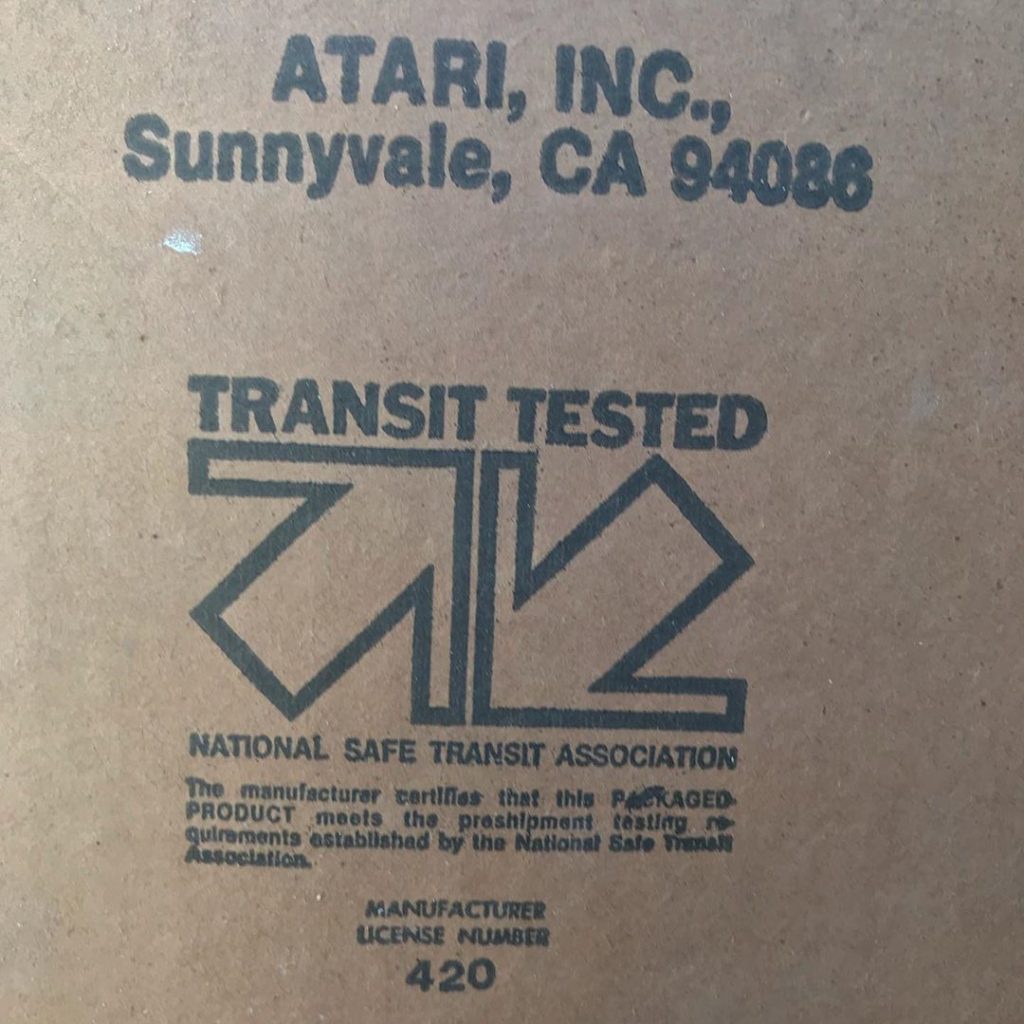 ATARI, INC.,
Sunnyvale, CA 94086
TRANSIT TESTED
NATIONAL SAFE TRANSIT ASSOCIATION
The manufacturer certifies that this PACKAGED-
PRODUCT meets the preshipment testing re-
quirements established by the National Safe Transit
Association.
MANUFACTURER
LICENSE NUMBER
420